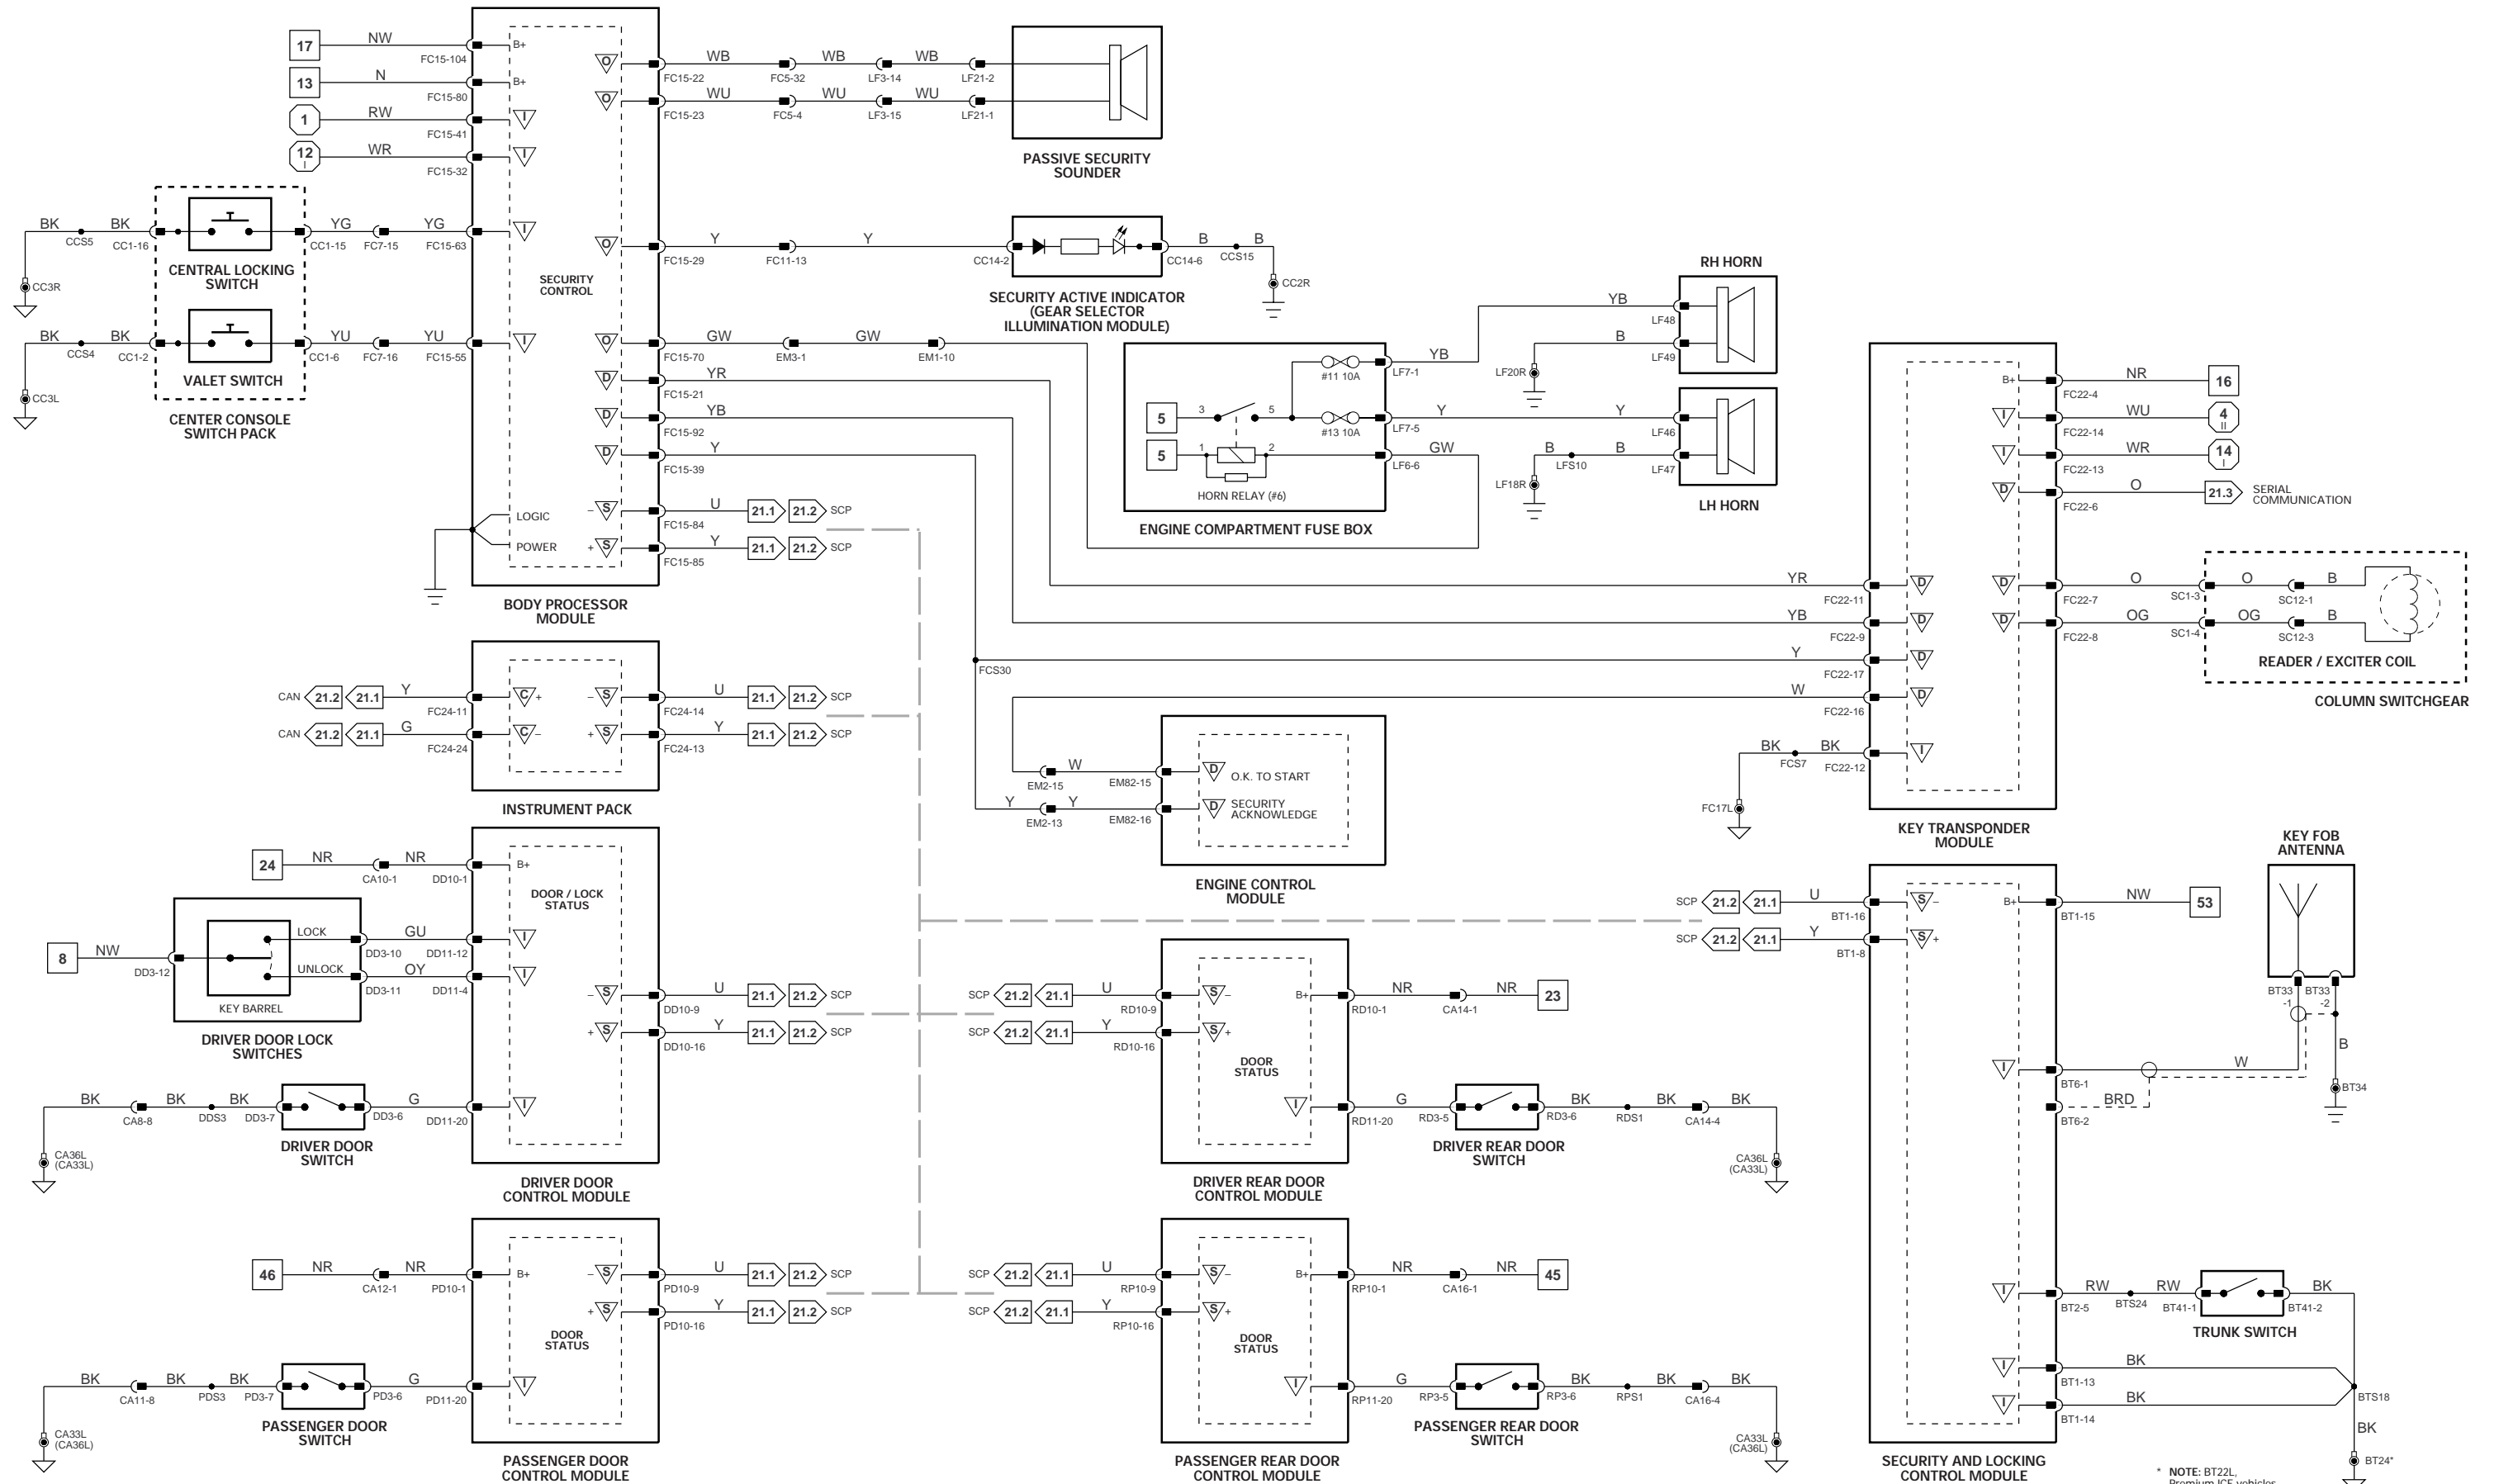 17 NW FC15-104 B+
13 N FC15-80 B+
1 RW FC15-41 I
12 I WR FC15-32 I
BK CCS5 BK CC1-16 CC1-15 YG FC7-15 YG FC15-63 I
CC3R
CENTRAL LOCKING
SWITCH
BK CCS4 BK CC1-2 CC1-6 YU FC7-16 YU FC15-55 I
CC3L
VALET SWITCH
CENTER CONSOLE
SWITCH PACK
SECURITY
CONTROL
O FC15-22 WB FC5-32 WB LF3-14 WB LF21-2
O FC15-23 WU FC5-4 WU LF3-15 WU LF21-1
PASSIVE SECURITY
SOUNDER
O FC15-29 Y FC11-13 Y CC14-2 CC14-6 B CCS15 B
CC2R
SECURITY ACTIVE INDICATOR
(GEAR SELECTOR
ILLUMINATION MODULE)
O FC15-70 GW EM3-1 GW EM1-10
D FC15-21 YR
D FC15-92 YB
D FC15-39 Y
– S FC15-84 U 21.1 21.2 SCP
+ S FC15-85 Y 21.1 21.2 SCP
LOGIC
POWER
BODY PROCESSOR
MODULE
RH HORN
YB LF48
B LF49
LF20R
#11 10A LF7-1 YB
5 3 5 #13 10A LF7-5 Y Y LF46
5 1 2 LF6-6 GW
B LFS10 B LF47
LF18R
HORN RELAY (#6)
LH HORN
ENGINE COMPARTMENT FUSE BOX
B+ FC22-4 NR 16
I FC22-14 WU 4 II
I FC22-13 WR 14 I
D FC22-6 O 21.3 SERIAL
COMMUNICATION
YR FC22-11 D
YB FC22-9 D
FCS30 Y FC22-17 D
W FC22-16 D
BK FCS7 BK FC22-12 I
FC17L
D FC22-7 O SC1-3 O SC12-1 B
D FC22-8 OG SC1-4 OG SC12-3 B
READER / EXCITER COIL
COLUMN SWITCHGEAR
KEY TRANSPONDER
MODULE
CAN 21.2 21.1 Y FC24-11 C +
CAN 21.2 21.1 G FC24-24 C –
– S FC24-14 U 21.1 21.2 SCP
+ S FC24-13 Y 21.1 21.2 SCP
INSTRUMENT PACK
EM2-15 W EM82-15 D O.K. TO START
Y EM2-13 Y EM82-16 D SECURITY
ACKNOWLEDGE
ENGINE CONTROL
MODULE
24 NR CA10-1 NR DD10-1 B+
DOOR / LOCK
STATUS
8 NW DD3-12
LOCK DD3-10 GU DD11-12 I
UNLOCK DD3-11 OY DD11-4 I
KEY BARREL
DRIVER DOOR LOCK
SWITCHES
– S DD10-9 U 21.1 21.2 SCP
+ S DD10-16 Y 21.1 21.2 SCP
BK CA8-8 BK DDS3 BK DD3-7 DD3-6 G DD11-20 I
CA36L
(CA33L)
DRIVER DOOR
SWITCH
DRIVER DOOR
CONTROL MODULE
SCP 21.2 21.1 U RD10-9 S –
SCP 21.2 21.1 Y RD10-16 S +
B+ RD10-1 NR CA14-1 NR 23
DOOR
STATUS
I RD11-20 G RD3-5 RD3-6 BK RDS1 BK CA14-4 BK
DRIVER REAR DOOR
SWITCH
CA36L
(CA33L)
DRIVER REAR DOOR
CONTROL MODULE
46 NR CA12-1 NR PD10-1 B+
– S PD10-9 U 21.1 21.2 SCP
+ S PD10-16 Y 21.1 21.2 SCP
DOOR
STATUS
BK CA11-8 BK PDS3 BK PD3-7 PD3-6 G PD11-20 I
CA33L
(CA36L)
PASSENGER DOOR
SWITCH
PASSENGER DOOR
CONTROL MODULE
SCP 21.2 21.1 U RP10-9 S –
SCP 21.2 21.1 Y RP10-16 S +
B+ RP10-1 NR CA16-1 NR 45
DOOR
STATUS
I RP11-20 G RP3-5 RP3-6 BK RPS1 BK CA16-4 BK
PASSENGER REAR DOOR
SWITCH
CA33L
(CA36L)
PASSENGER REAR DOOR
CONTROL MODULE
KEY FOB
ANTENNA
SCP 21.2 21.1 U BT1-16 S –
SCP 21.2 21.1 Y BT1-8 S +
B+ BT1-15 NW 53
BT33 BT33
-1 -2
B
BT34
I BT6-1 W
BT6-2 BRD
I BT2-5 RW BTS24 RW BT41-1 BT41-2 BK
TRUNK SWITCH
I BT1-13 BK
I BT1-14 BK
BTS18
BK
BT24*
SECURITY AND LOCKING
CONTROL MODULE
* NOTE: BT22L,
Premium ICE vehicles